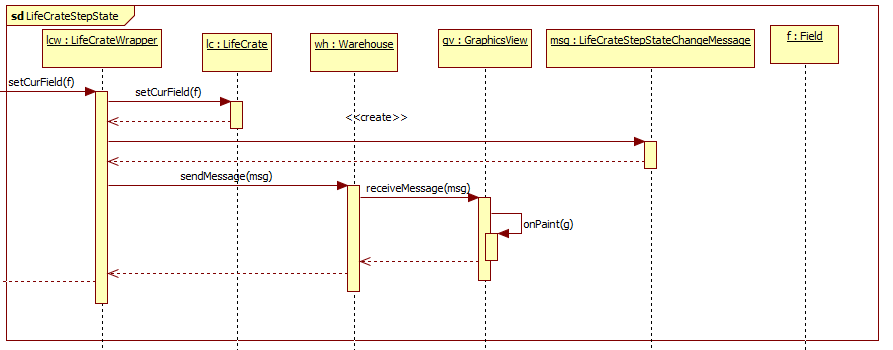 sd LifeCrateStepState
lcw : LifeCrateWrapper
lc : LifeCrate
wh : Warehouse
gv : GraphicsView
msg : LifeCrateStepStateChangeMessage
f : Field
setCurField(f)
setCurField(f)
<<create>>
sendMessage(msg)
receiveMessage(msg)
onPaint(g)